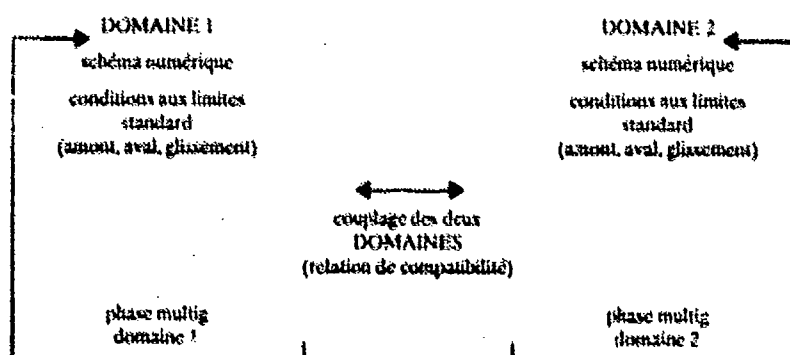 DOMAINE 1
schéma numérique
conditions aux limites
standard
(amont, aval, glissement)
DOMAINE 2
schéma numérique
conditions aux limites
standard
(amont, aval, glissement)
couplage des deux
DOMAINES
(relation de compatibilité)
phase multig
domaine 1
phase multig
domaine 2